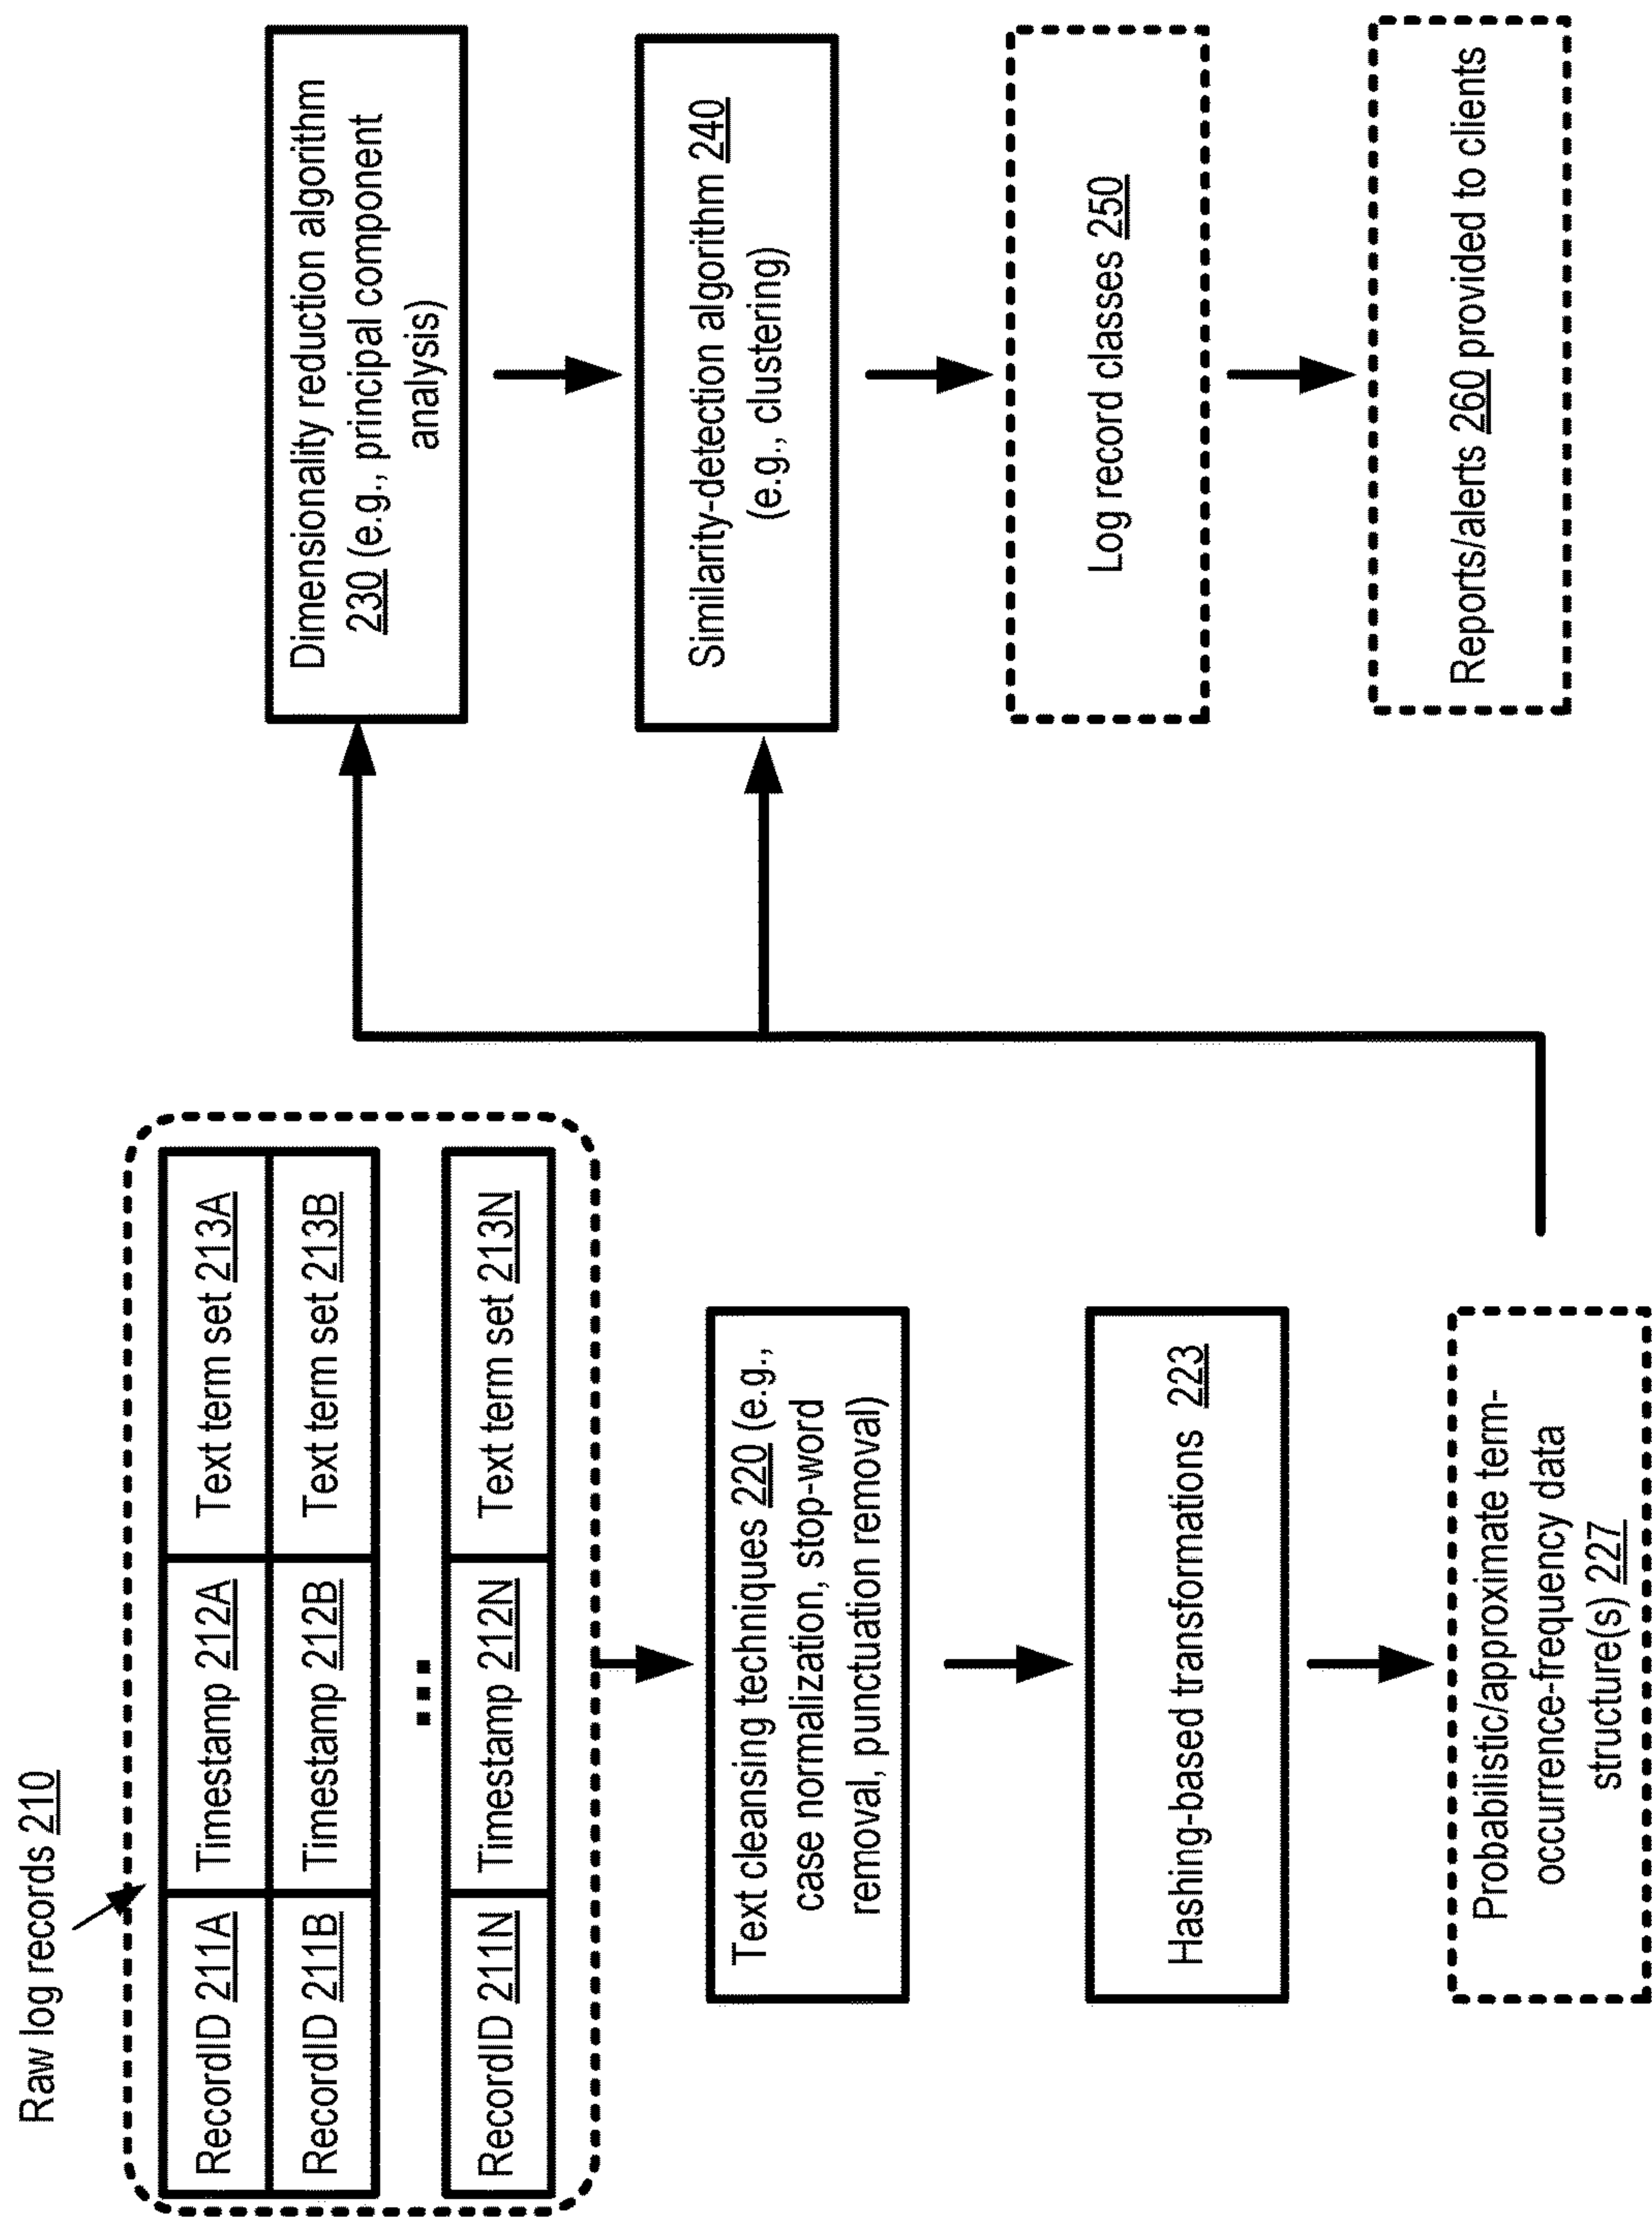 Raw log records 210
RecordID 211A
Timestamp 212A
Text term set 213A
RecordID 211B
Timestamp 212B
Text term set 213B
RecordID 211N
Timestamp 212N
Text term set 213N
Text cleansing techniques 220 (e.g.,
case normalization, stop-word
removal, punctuation removal)
Hashing-based transformations 223
Probabilistic/approximate term-
occurrence-frequency data
structure(s) 227
Dimensionality reduction algorithm
230 (e.g., principal component
analysis)
Similarity-detection algorithm 240
(e.g., clustering)
Log record classes 250
Reports/alerts 260 provided to clients